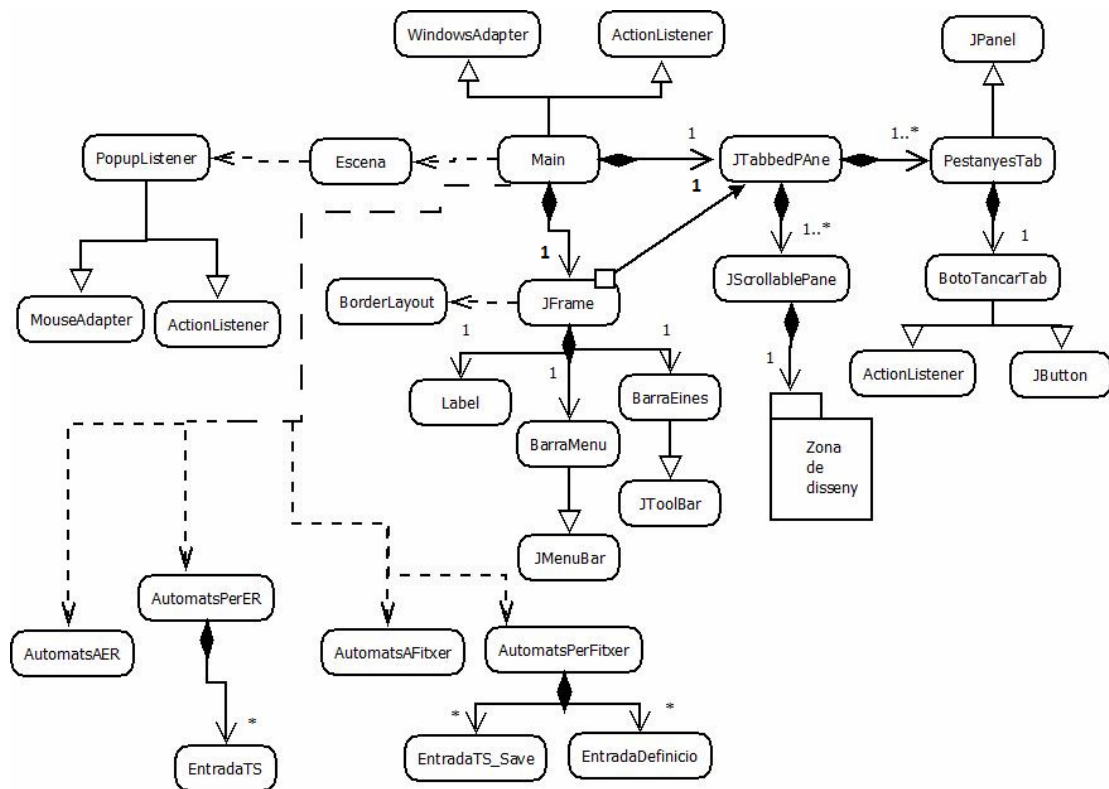 WindowsAdapter
ActionListener
JPanel
PopupListener
Escena
Main
1
JTabbedPAne
1..*
PestanyesTab
1
1
1..*
1
MouseAdapter
ActionListener
BorderLayout
JFrame
JScrollablePane
BotoTancarTab
1
1
1
1
Label
BarraEines
ActionListener
JButton
BarraMenu
Zona
de
disseny
JToolBar
JMenuBar
AutomatsPerER
AutomatsAER
AutomatsAFitxer
AutomatsPerFitxer
*
*
*
EntradaTS
EntradaTS_Save
EntradaDefinicio